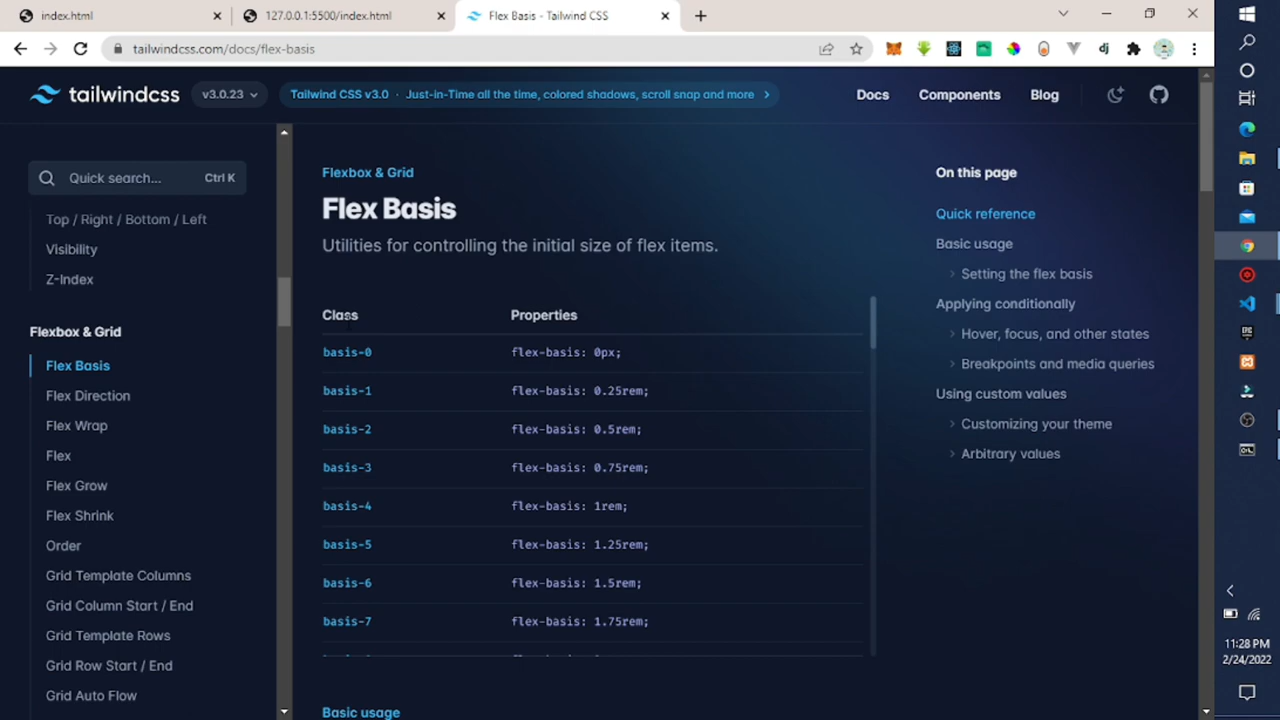 index.html
127.0.0.1:5500/index.html
Flex Basis - Tailwind CSS
tailwindcss.com/docs/flex-basis
tailwindcss
v3.0.23
Tailwind CSS v3.0 · Just-in-Time all the time, colored shadows, scroll snap and more
Docs
Components
Blog
Quick search...
Ctrl K
Top / Right / Bottom / Left
Visibility
Z-Index
Flexbox & Grid
Flex Basis
Flex Direction
Flex Wrap
Flex
Flex Grow
Flex Shrink
Order
Grid Template Columns
Grid Column Start / End
Grid Template Rows
Grid Row Start / End
Grid Auto Flow
Flexbox & Grid
Flex Basis
Utilities for controlling the initial size of flex items.
Class Properties
basis-0 flex-basis: 0px;
basis-1 flex-basis: 0.25rem;
basis-2 flex-basis: 0.5rem;
basis-3 flex-basis: 0.75rem;
basis-4 flex-basis: 1rem;
basis-5 flex-basis: 1.25rem;
basis-6 flex-basis: 1.5rem;
basis-7 flex-basis: 1.75rem;
Basic usage
On this page
Quick reference
Basic usage
Setting the flex basis
Applying conditionally
Hover, focus, and other states
Breakpoints and media queries
Using custom values
Customizing your theme
Arbitrary values
dj
11:28 PM
2/24/2022